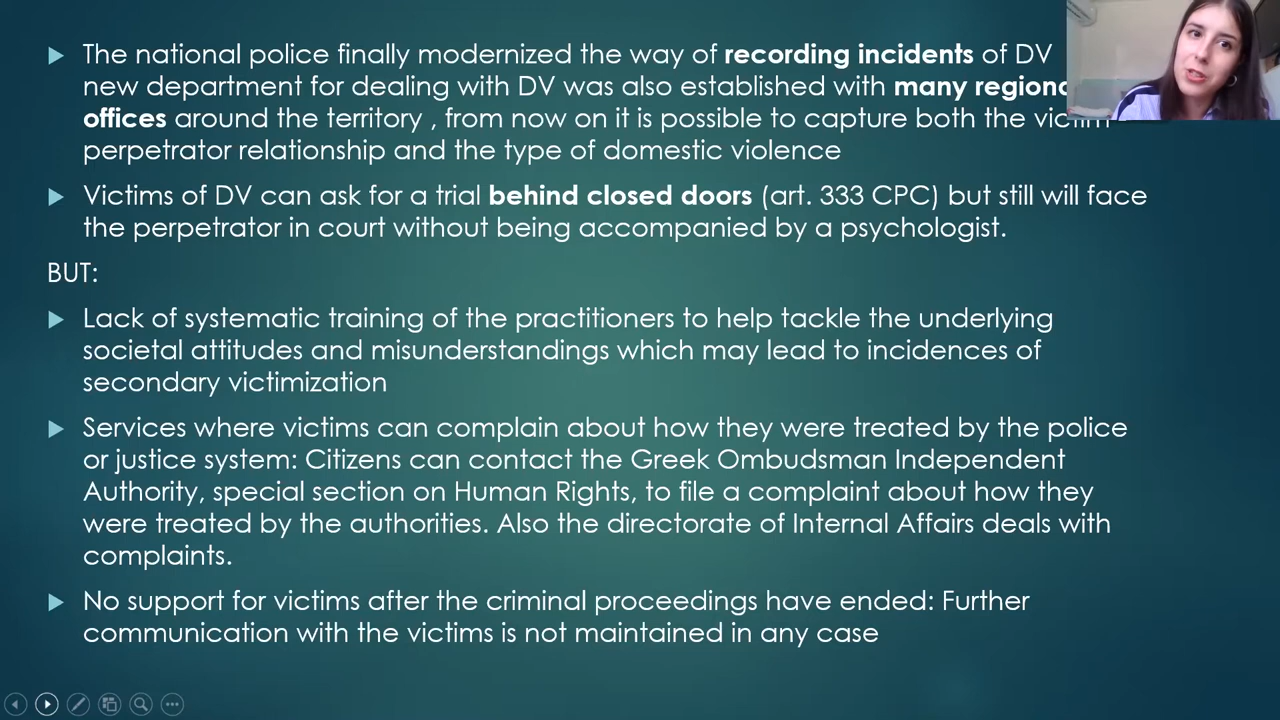 The national police finally modernized the way of recording incidents of DV
new department for dealing with DV was also established with many
offices around the territory , from now on it is possible to capture both the victim-
perpetrator relationship and the type of domestic violence
Victims of DV can ask for a trial behind closed doors (art. 333 CPC) but still will face
the perpetrator in court without being accompanied by a psychologist.
BUT:
Lack of systematic training of the practitioners to help tackle the underlying
societal attitudes and misunderstandings which may lead to incidences of
secondary victimization
Services where victims can complain about how they were treated by the police
or justice system: Citizens can contact the Greek Ombudsman Independent
Authority, special section on Human Rights, to file a complaint about how they
were treated by the authorities. Also the directorate of Internal Affairs deals with
complaints.
No support for victims after the criminal proceedings have ended: Further
communication with the victims is not maintained in any case